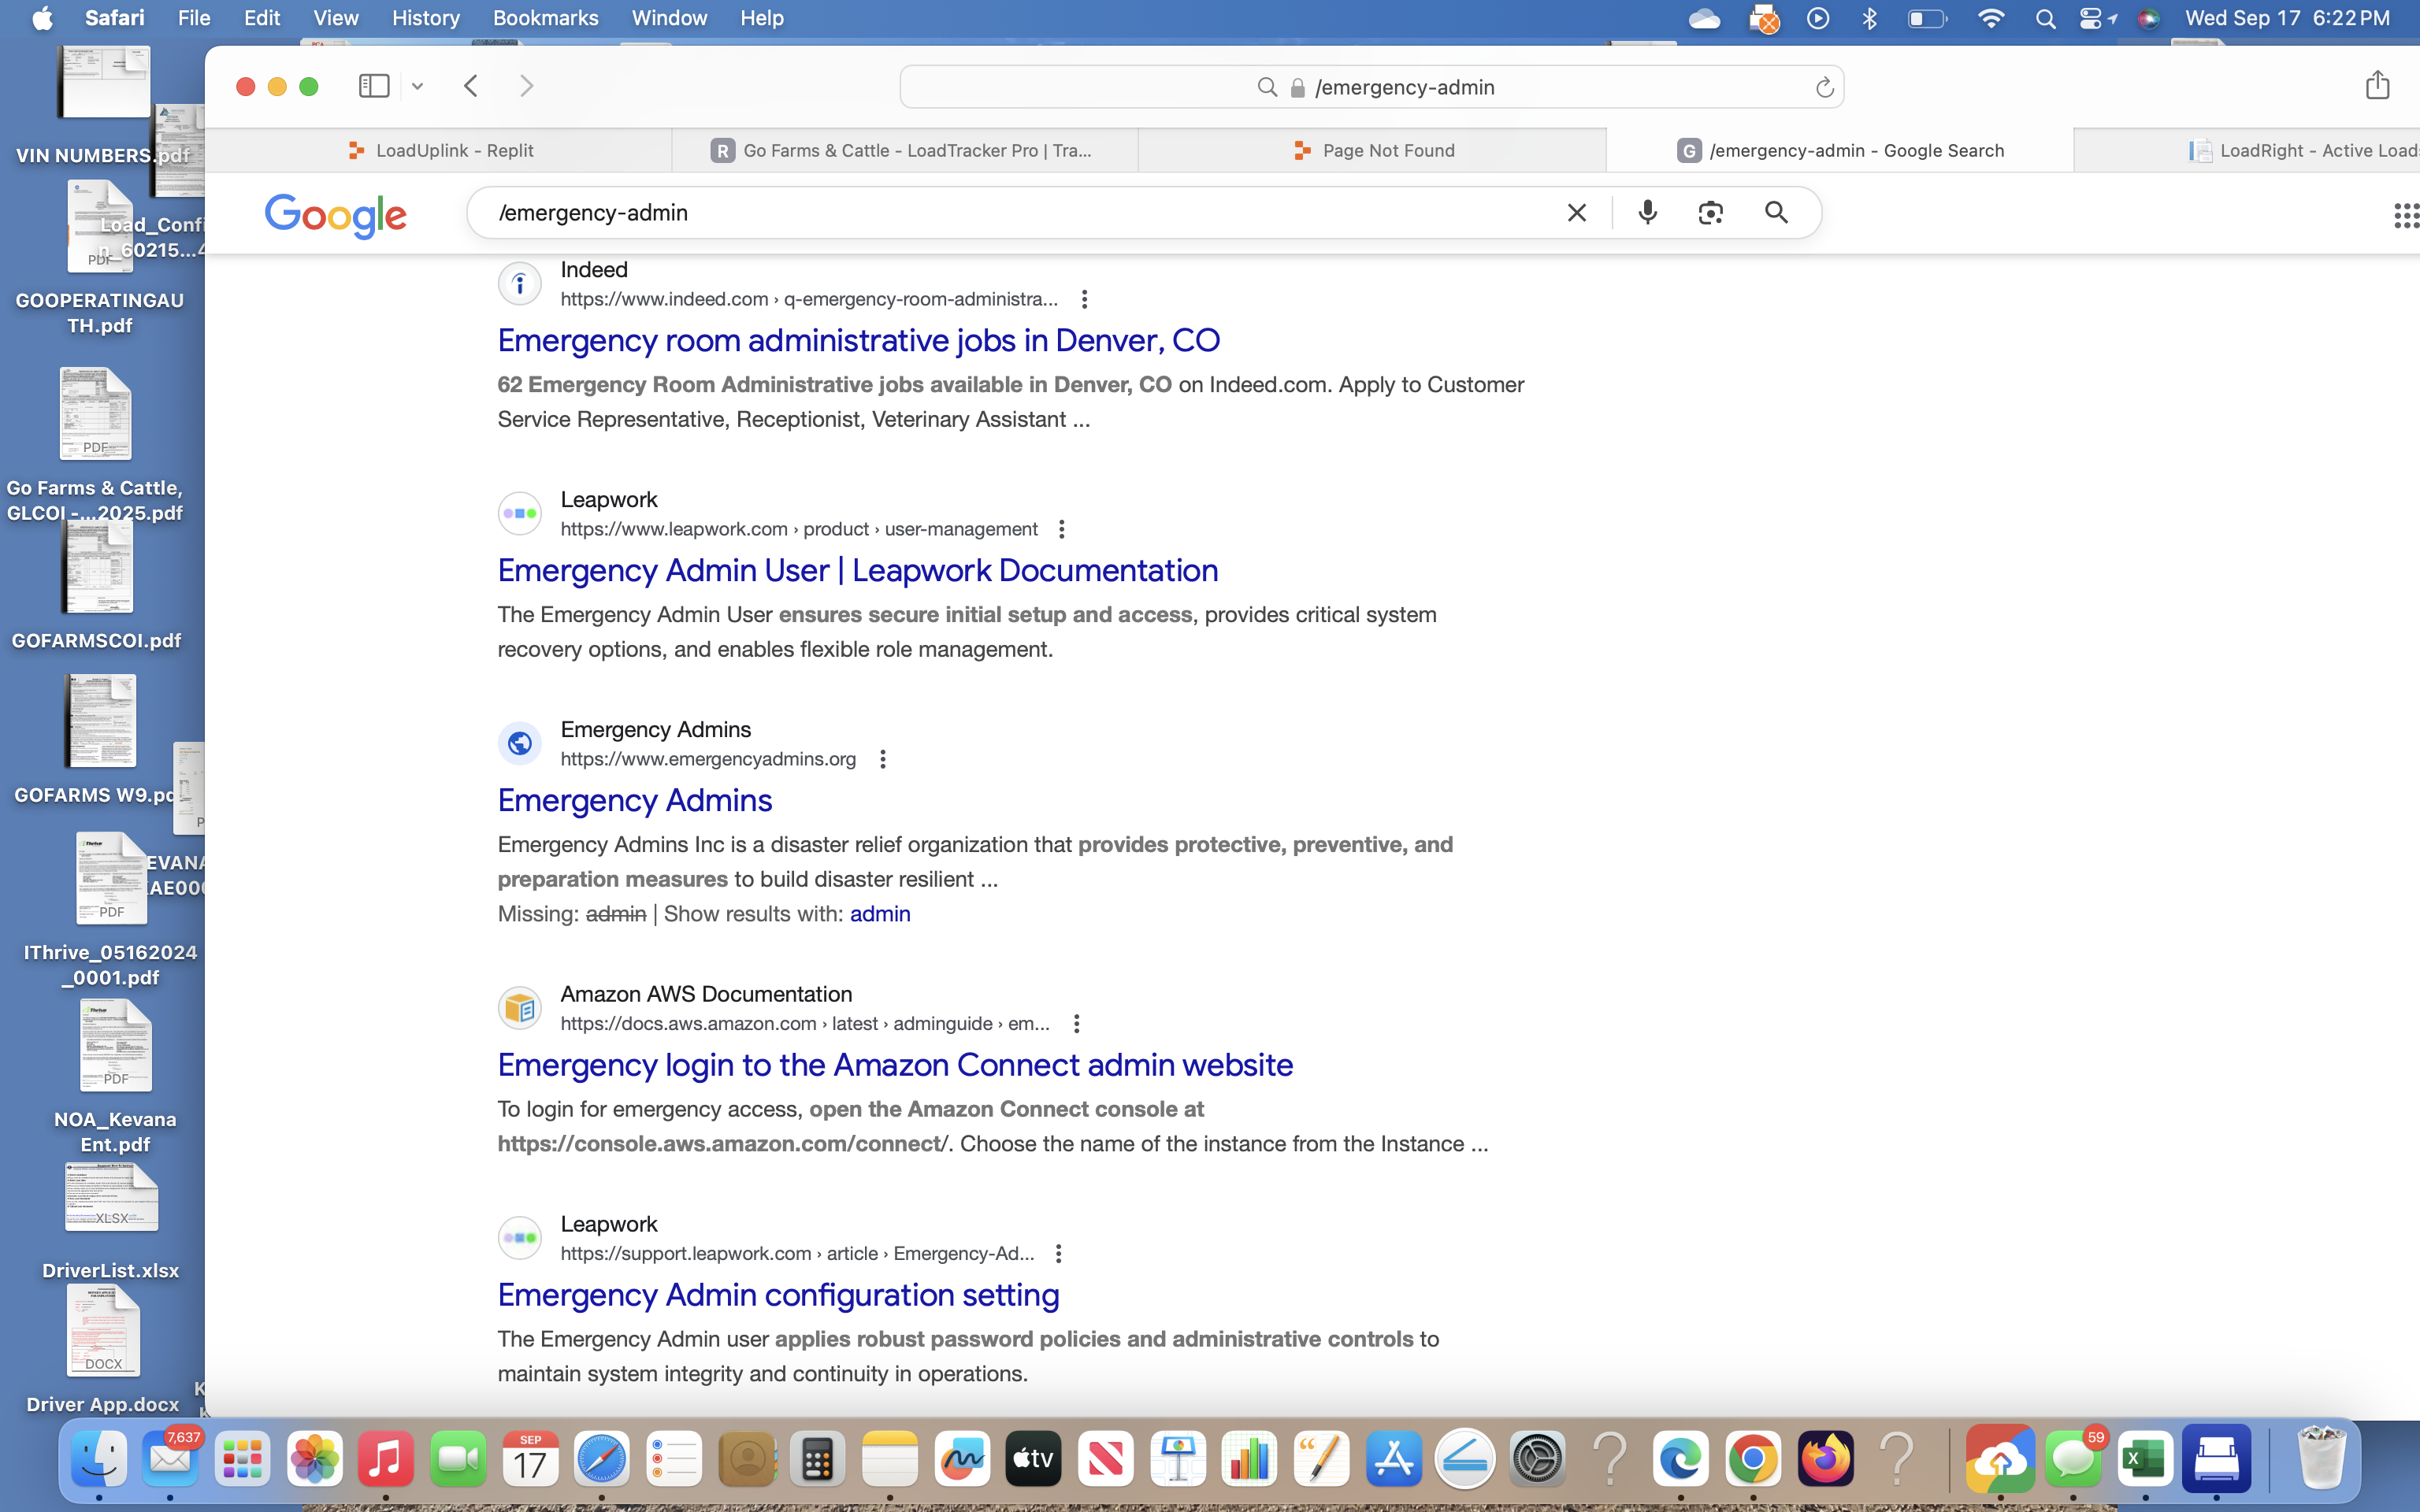 Safari File Edit View History Bookmarks Window Help
Wed Sep 17 6:22 PM
/emergency-admin
LoadUplink - Replit
R Go Farms & Cattle - LoadTracker Pro | Tra...
Page Not Found
G /emergency-admin - Google Search
LoadRight - Active Load
Google
/emergency-admin
Indeed
https://www.indeed.com › q-emergency-room-administra...
Emergency room administrative jobs in Denver, CO
62 Emergency Room Administrative jobs available in Denver, CO on Indeed.com. Apply to Customer
Service Representative, Receptionist, Veterinary Assistant ...
Leapwork
https://www.leapwork.com › product › user-management
Emergency Admin User | Leapwork Documentation
The Emergency Admin User ensures secure initial setup and access, provides critical system
recovery options, and enables flexible role management.
Emergency Admins
https://www.emergencyadmins.org
Emergency Admins
Emergency Admins Inc is a disaster relief organization that provides protective, preventive, and
preparation measures to build disaster resilient ...
Missing: admin | Show results with: admin
Amazon AWS Documentation
https://docs.aws.amazon.com › latest › adminguide › em...
Emergency login to the Amazon Connect admin website
To login for emergency access, open the Amazon Connect console at
https://console.aws.amazon.com/connect/. Choose the name of the instance from the Instance ...
Leapwork
https://support.leapwork.com › article › Emergency-Ad...
Emergency Admin configuration setting
The Emergency Admin user applies robust password policies and administrative controls to
maintain system integrity and continuity in operations.
VIN NUMBERS.pdf
Load_Confi
n_60215...4
PDF
GOOPERATINGAU
TH.pdf
PDF
Go Farms & Cattle,
GLCOI -...2025.pdf
GOFARMSCOI.pdf
GOFARMS W9.pd
PDF
EVANA
AE00
IThrive_05162024
_0001.pdf
PDF
NOA_Kevana
Ent.pdf
XLSX
DriverList.xlsx
DOCX
Driver App.docx
7,637
SEP
17
tv
59